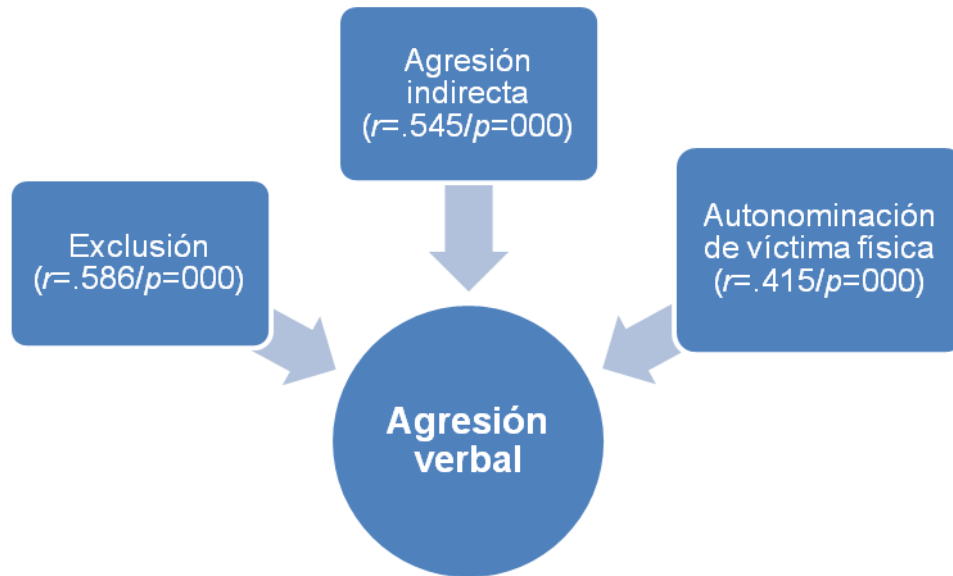 Agresión
indirecta
(r=.545/p=000)
Exclusión
(r=.586/p=000)
Autonominación
de víctima física
(r=.415/p=000)
Agresión
verbal